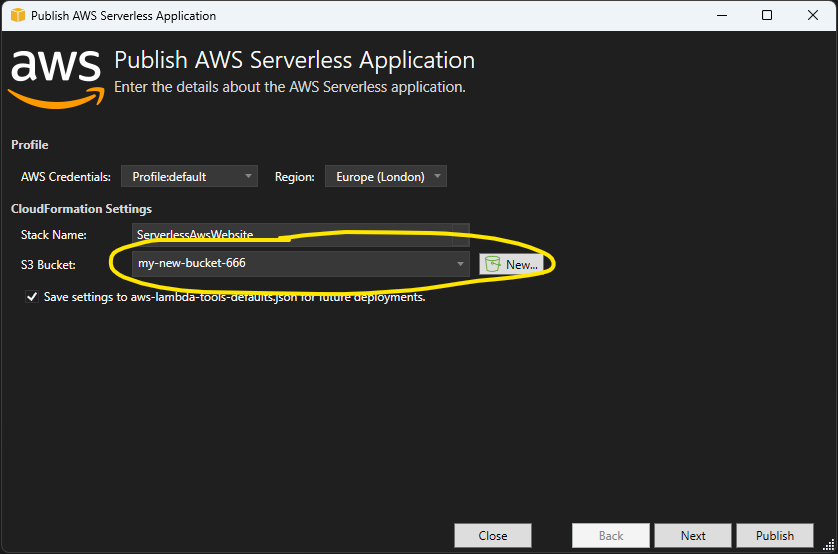 Publish AWS Serverless Application
aws
Publish AWS Serverless Application
Enter the details about the AWS Serverless application.
Profile
AWS Credentials: Profile:default Region: Europe (London)
CloudFormation Settings
Stack Name: ServerlessAwsWebsite
S3 Bucket: my-new-bucket-666 New...
Save settings to aws-lambda-tools-defaults.json for future deployments.
Close Back Next Publish